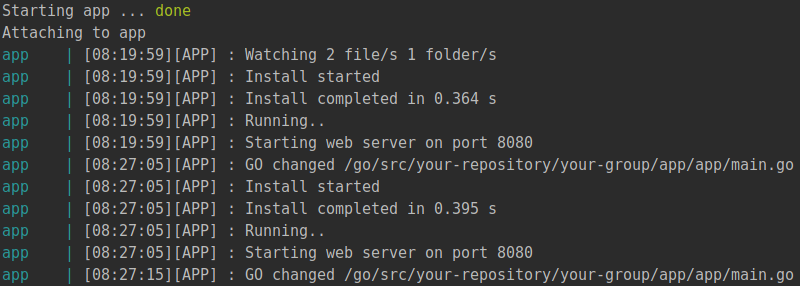 Starting app ... done
Attaching to app
app    | [08:19:59][APP] : Watching 2 file/s 1 folder/s
app    | [08:19:59][APP] : Install started
app    | [08:19:59][APP] : Install completed in 0.364 s
app    | [08:19:59][APP] : Running..
app    | [08:19:59][APP] : Starting web server on port 8080
app    | [08:27:05][APP] : GO changed /go/src/your-repository/your-group/app/app/main.go
app    | [08:27:05][APP] : Install started
app    | [08:27:05][APP] : Install completed in 0.395 s
app    | [08:27:05][APP] : Running..
app    | [08:27:05][APP] : Starting web server on port 8080
app    | [08:27:15][APP] : GO changed /go/src/your-repository/your-group/app/app/main.go